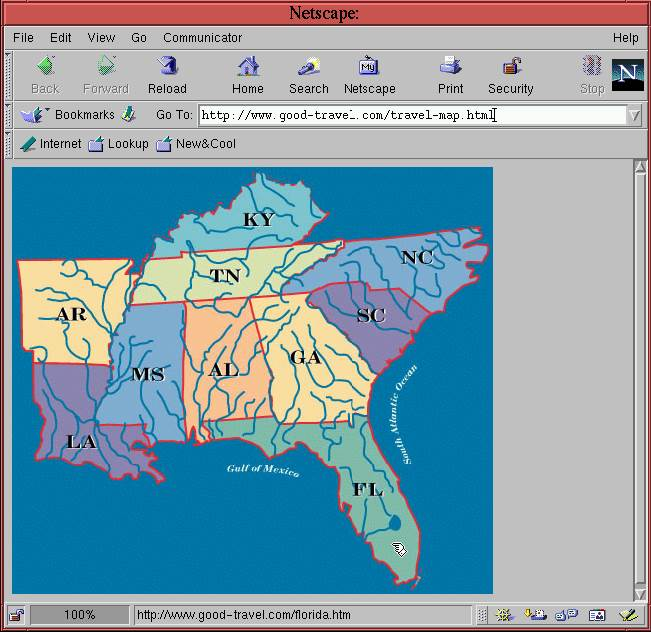 Netscape:
File Edit View Go Communicator Help
Back Forward Reload Home Search Netscape Print Security Stop
My
N
Bookmarks Go To: http://www.good-travel.com/travel-map.html
Internet Lookup New&Cool
KY
NC
TN
AR
SC
GA
AL
MS
South Atlantic Ocean
LA
Gulf of Mexico
FL
100% http://www.good-travel.com/florida.htm